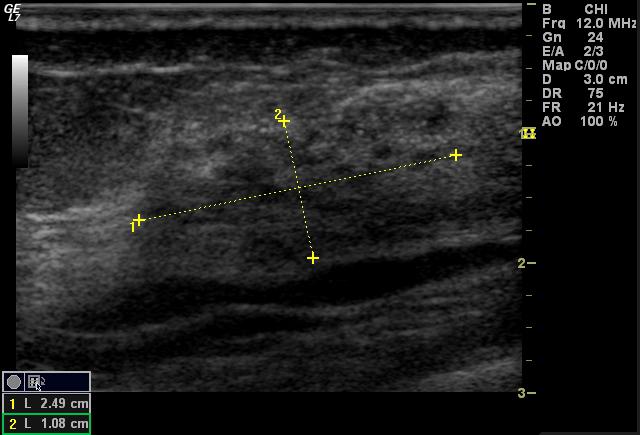 GE
L7
B CHI
Frq 12.0 MHz
Gn 24
E/A 2/3
Map C/0/0
D 3.0 cm
DR 75
FR 21 Hz
AO 100 %
2
1
2
3
1 L 2.49 cm
2 L 1.08 cm